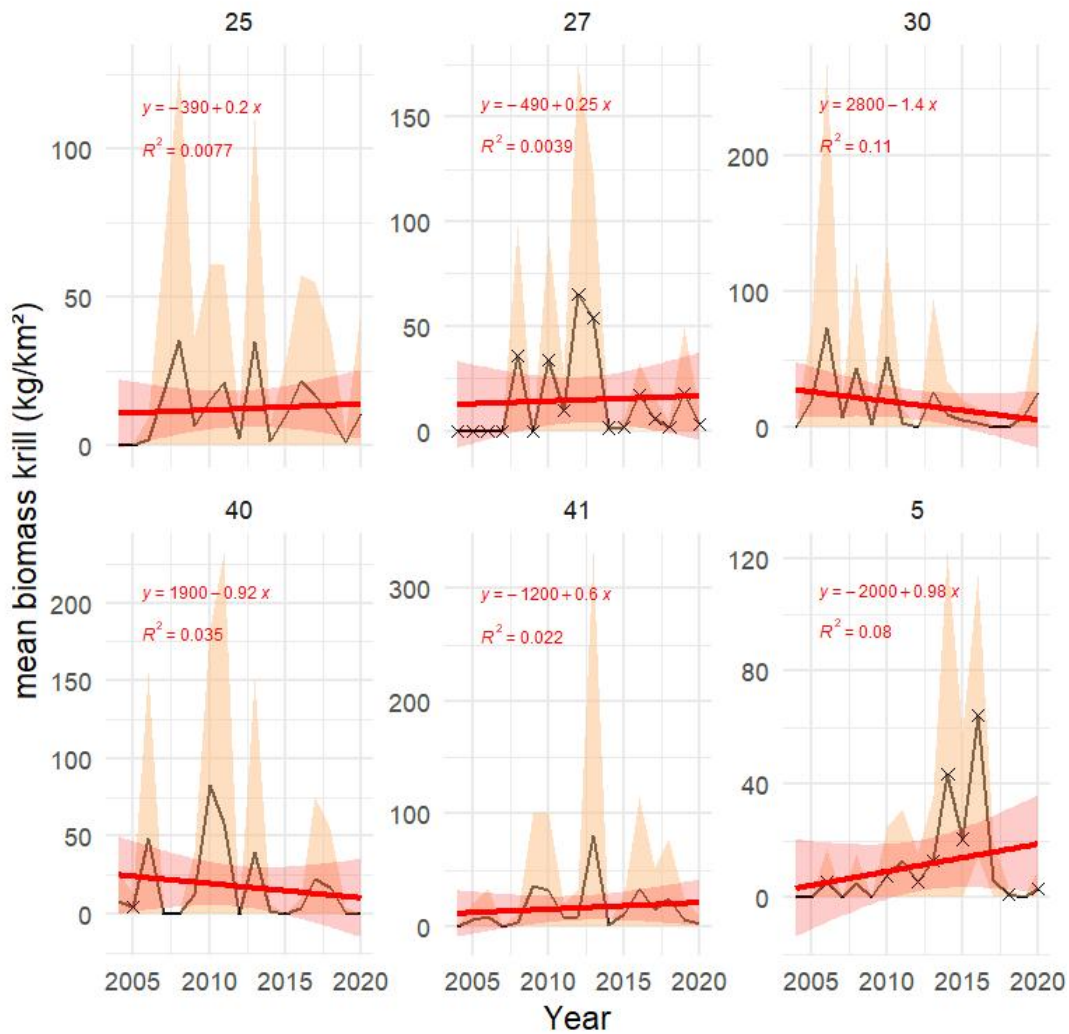 25
27
30
y = −390 + 0.2 x
R² = 0.0077
y = −490 + 0.25 x
R² = 0.0039
y = 2800 − 1.4 x
R² = 0.11
100
50
0
150
100
50
0
200
100
0
mean biomass krill (kg/km²)
40
41
5
y = 1900 − 0.92 x
R² = 0.035
y = −1200 + 0.6 x
R² = 0.022
y = −2000 + 0.98 x
R² = 0.08
200
150
100
50
0
300
200
100
0
120
80
40
0
2005 2010 2015 2020
2005 2010 2015 2020
2005 2010 2015 2020
Year